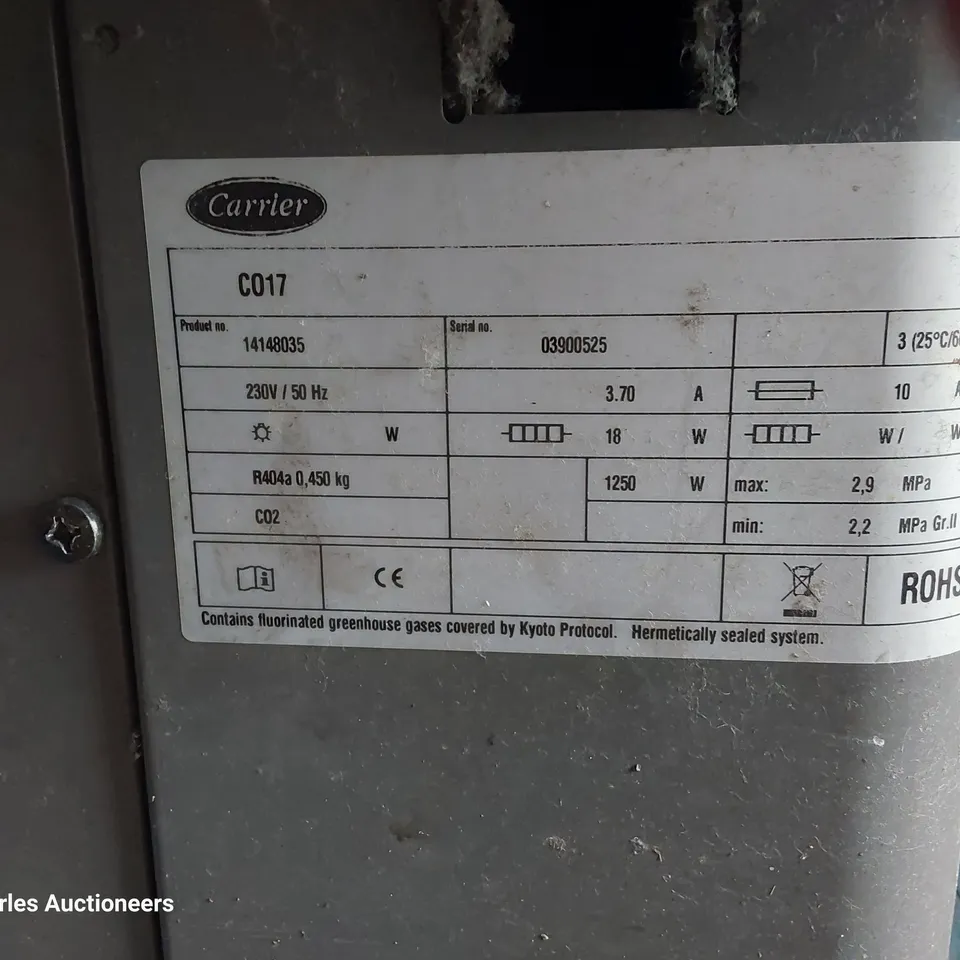 Carrier
CO17
Product no.
14148035
Serial no.
03900525
3 (25°C/6
230V / 50 Hz
3.70 A
10 A
W
18 W
W / W
R404a 0,450 kg
1250 W
max: 2,9 MPa
CO2
min: 2,2 MPa Gr.II
CE
ROHS
Contains fluorinated greenhouse gases covered by Kyoto Protocol. Hermetically sealed system.
rles Auctioneers